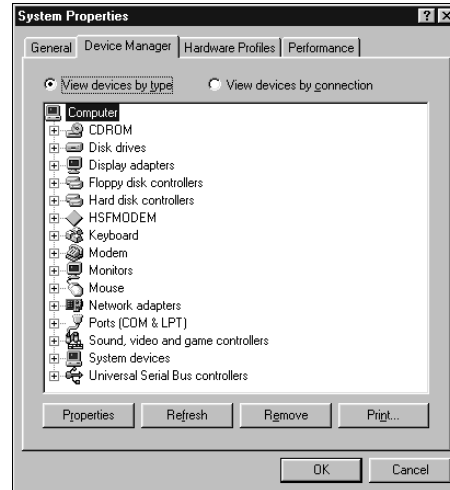 System Properties
General Device Manager Hardware Profiles Performance
View devices by type View devices by connection
Computer
CDROM
Disk drives
Display adapters
Floppy disk controllers
Hard disk controllers
HSFMODEM
Keyboard
Modem
Monitors
Mouse
Network adapters
Ports (COM & LPT)
Sound, video and game controllers
System devices
Universal Serial Bus controllers
Properties Refresh Remove Print...
OK Cancel